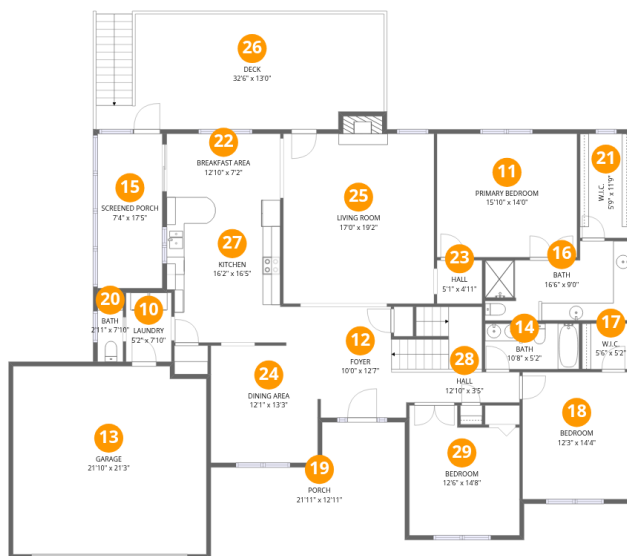 26
DECK
32'6" x 13'0"
22
BREAKFAST AREA
12'10" x 7'2"
11
PRIMARY BEDROOM
15'10" x 14'0"
21
W.I.C.
5'9" x 11'9"
15
SCREENED PORCH
7'4" x 17'5"
25
LIVING ROOM
17'0" x 19'2"
27
KITCHEN
16'2" x 16'5"
23
HALL
5'1" x 4'11"
16
BATH
16'6" x 9'0"
20
BATH
2'11" x 7'10"
10
LAUNDRY
5'2" x 7'10"
12
FOYER
10'0" x 12'7"
14
BATH
10'8" x 5'2"
17
W.I.C.
5'6" x 5'2"
28
HALL
12'10" x 3'5"
24
DINING AREA
12'1" x 13'3"
18
BEDROOM
12'3" x 14'4"
13
GARAGE
21'10" x 21'3"
19
PORCH
21'11" x 12'11"
29
BEDROOM
12'6" x 14'8"